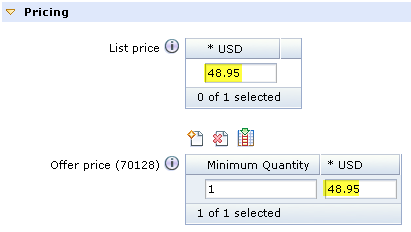 Pricing
List price * USD
48.95
0 of 1 selected
Offer price (70128) Minimum Quantity * USD
1 48.95
1 of 1 selected